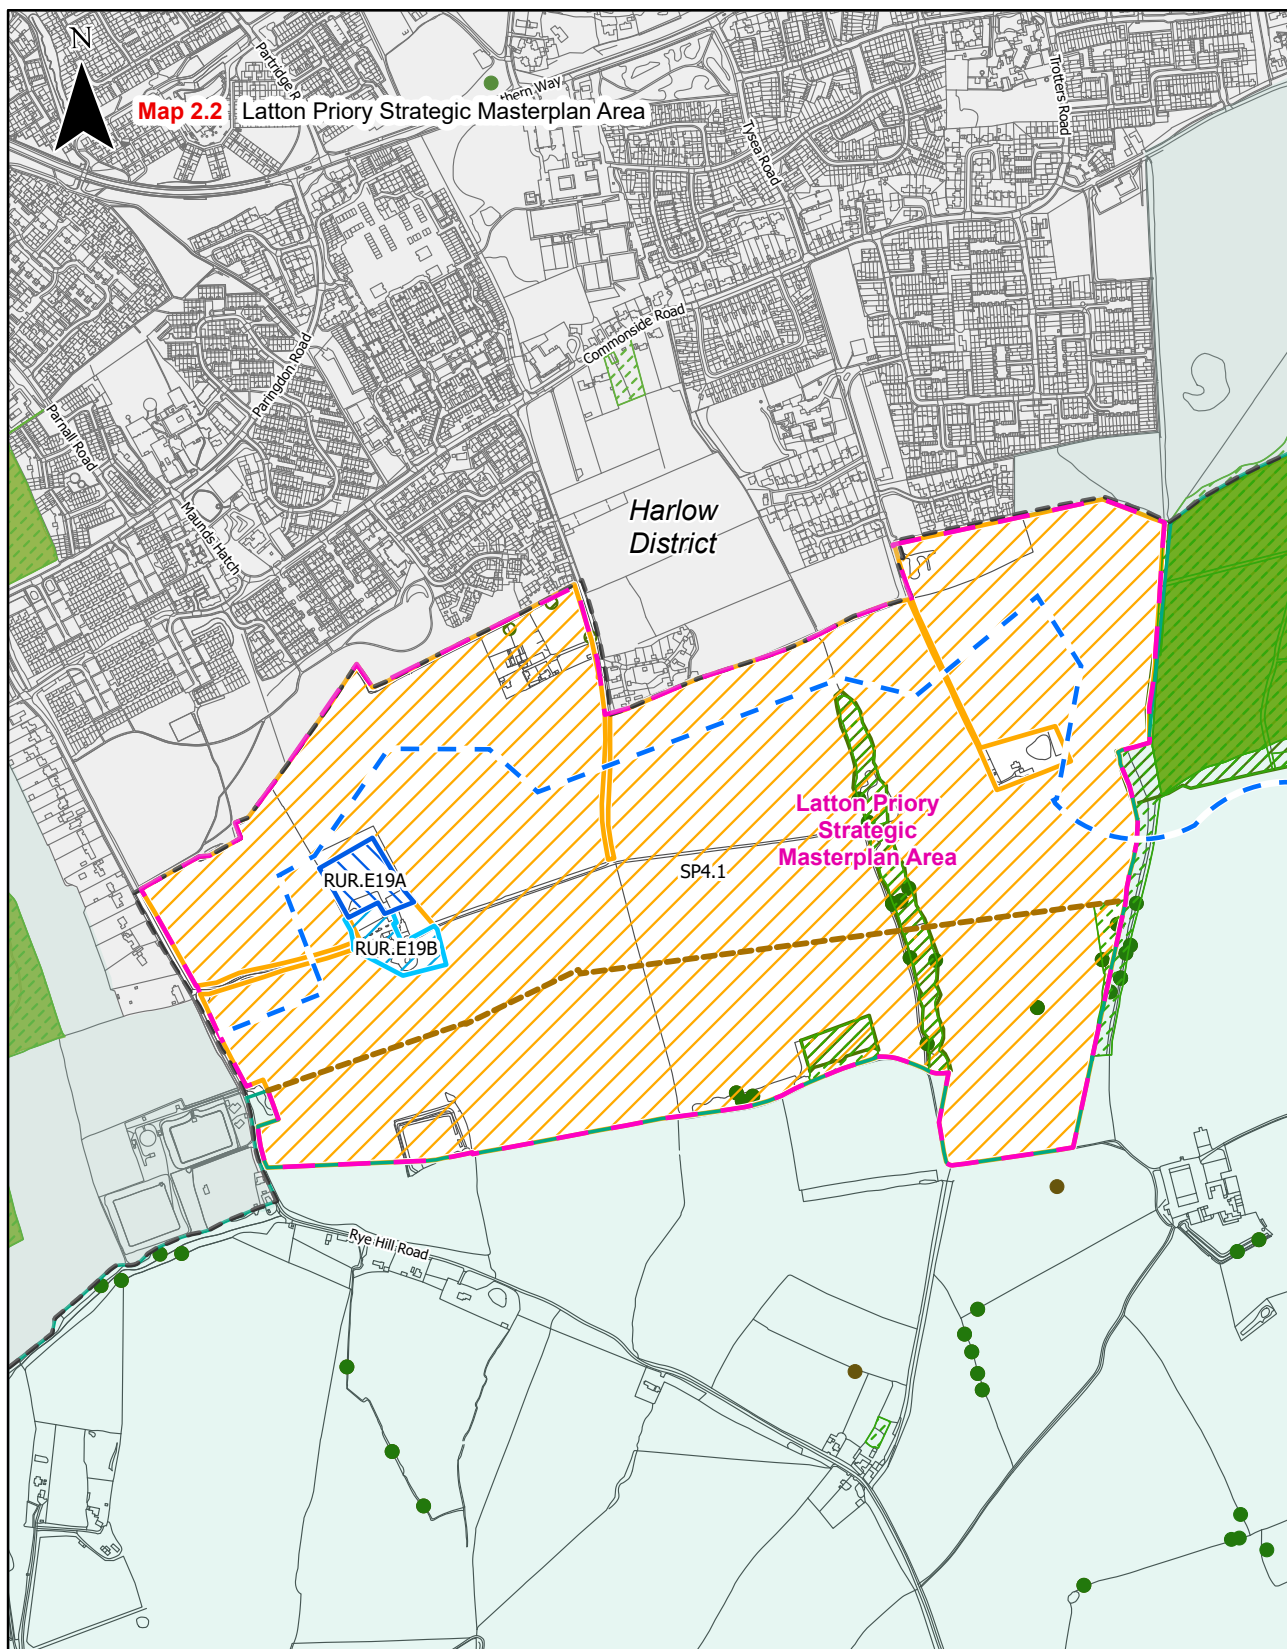 N
Map 2.2 Latton Priory Strategic Masterplan Area
Partridge R
thern Way
Trotters Road
Tysea Road
Commonside Road
Paringdon Road
Parnall Road
Maunds Hatch
Harlow
District
Latton Priory
Strategic
Masterplan Area
SP4.1
RUR.E19A
RUR.E19B
Rye Hill Road